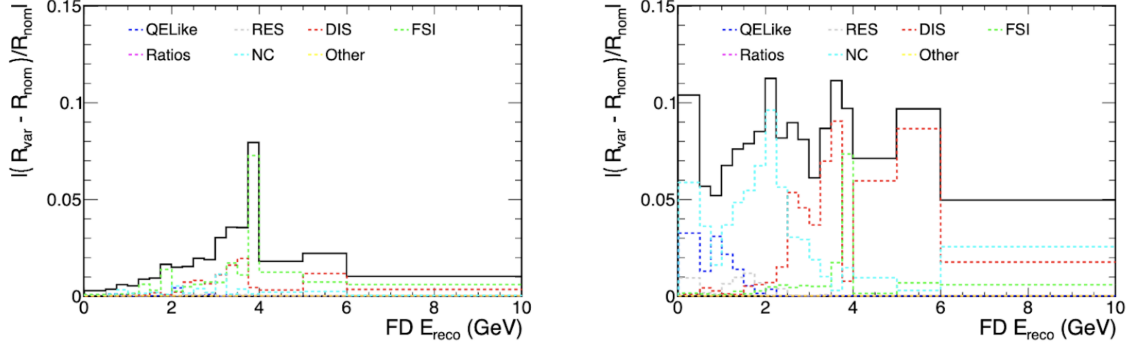 |( R_var - R_nom )/R_nom|
0.15
0.1
0.05
0
QELike RES DIS FSI
Ratios NC Other
0 2 4 6 8 10
FD E_reco (GeV)
|( R_var - R_nom )/R_nom|
0.15
0.1
0.05
0
QELike RES DIS FSI
Ratios NC Other
0 2 4 6 8 10
FD E_reco (GeV)